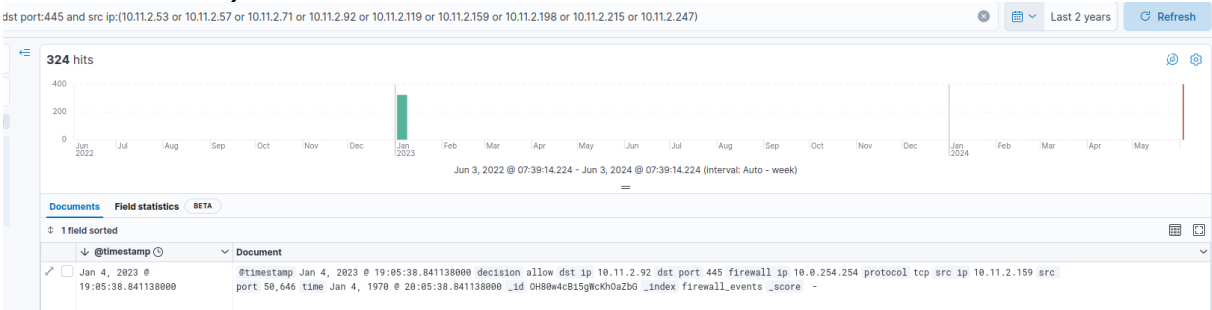 dst port:445 and src ip:(10.11.2.53 or 10.11.2.57 or 10.11.2.71 or 10.11.2.92 or 10.11.2.119 or 10.11.2.159 or 10.11.2.198 or 10.11.2.215 or 10.11.2.247)
Last 2 years
Refresh
324 hits
400
200
0
Jun
2022
Jul
Aug
Sep
Oct
Nov
Dec
Jan
2023
Feb
Mar
Apr
May
Jun
Jul
Aug
Sep
Oct
Nov
Dec
Jan
2024
Feb
Mar
Apr
May
Jun 3, 2022 @ 07:39:14.224 - Jun 3, 2024 @ 07:39:14.224 (interval: Auto - week)
Documents
Field statistics
BETA
1 field sorted
@timestamp
Document
Jan 4, 2023 @
19:05:38.841138000
@timestamp Jan 4, 2023 @ 19:05:38.841138000 decision allow dst ip 10.11.2.92 dst port 445 firewall ip 10.0.254.254 protocol tcp src ip 10.11.2.159 src
port 50,646 time Jan 4, 1970 @ 20:05:38.841138000 _id OH80w4cBi5gWcKhOaZbG _index firewall_events _score -